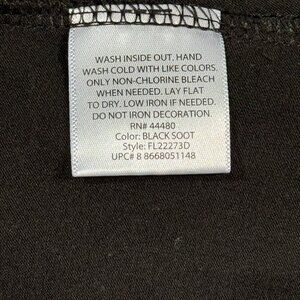 WASH INSIDE OUT. HAND
WASH COLD WITH LIKE COLORS.
ONLY NON-CHLORINE BLEACH
WHEN NEEDED. LAY FLAT
TO DRY. LOW IRON IF NEEDED.
DO NOT IRON DECORATION.
RN# 44480
Color: BLACK SOOT
Style: FL22273D
UPC# 8 8668051148